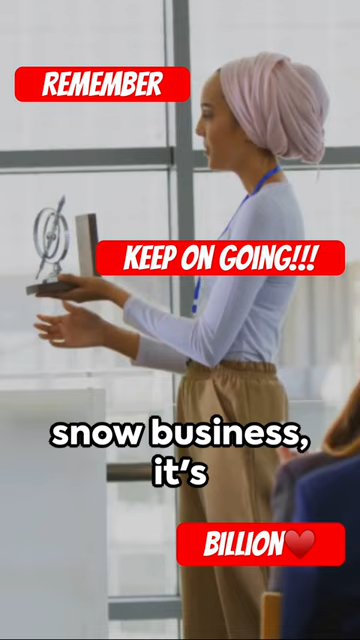 REMEMBER
KEEP ON GOING!!!
snow business,
it's
BILLION♥️